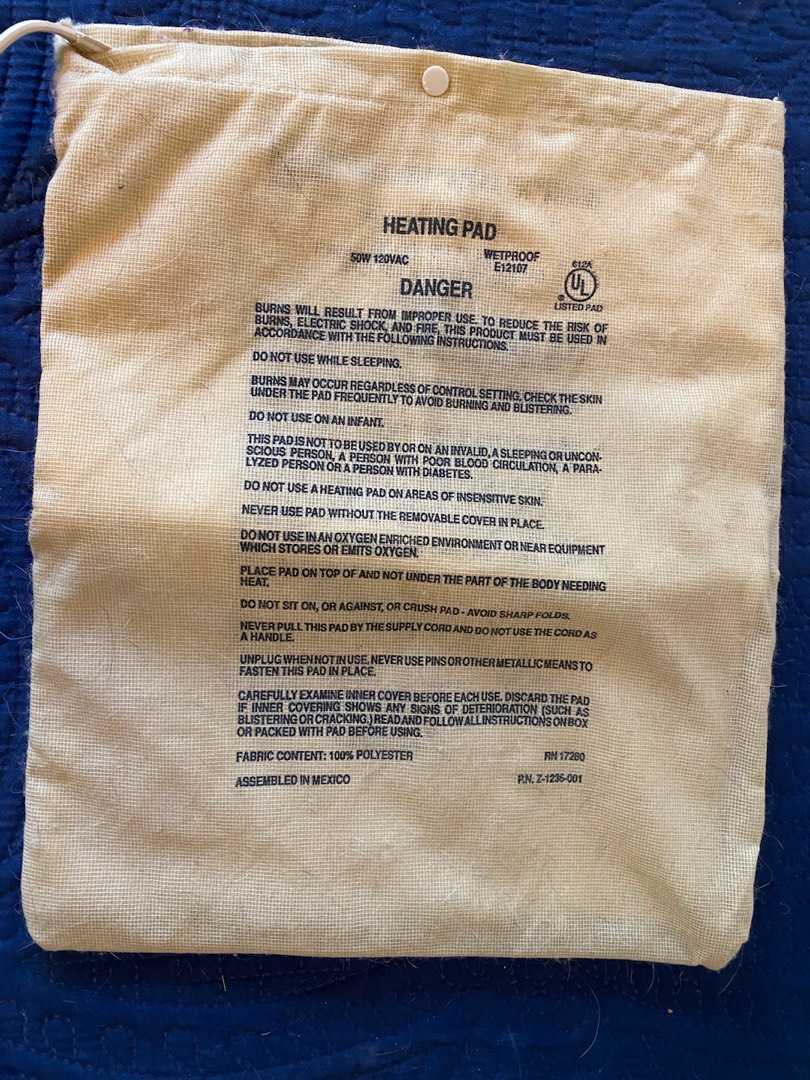 HEATING PAD
50W 120VAC
WETPROOF
E12107
612A
UL
®
LISTED PAD
DANGER
BURNS WILL RESULT FROM IMPROPER USE. TO REDUCE THE RISK OF
BURNS, ELECTRIC SHOCK, AND FIRE, THIS PRODUCT MUST BE USED IN
ACCORDANCE WITH THE FOLLOWING INSTRUCTIONS.
DO NOT USE WHILE SLEEPING.
BURNS MAY OCCUR REGARDLESS OF CONTROL SETTING, CHECK THE SKIN
UNDER THE PAD FREQUENTLY TO AVOID BURNING AND BLISTERING.
DO NOT USE ON AN INFANT.
THIS PAD IS NOT TO BE USED BY OR ON AN INVALID, A SLEEPING OR UNCON-
SCIOUS PERSON, A PERSON WITH POOR BLOOD CIRCULATION, A PARA-
LYZED PERSON OR A PERSON WITH DIABETES.
DO NOT USE A HEATING PAD ON AREAS OF INSENSITIVE SKIN.
NEVER USE PAD WITHOUT THE REMOVABLE COVER IN PLACE.
DO NOT USE IN AN OXYGEN ENRICHED ENVIRONMENT OR NEAR EQUIPMENT
WHICH STORES OR EMITS OXYGEN.
PLACE PAD ON TOP OF AND NOT UNDER THE PART OF THE BODY NEEDING
HEAT.
DO NOT SIT ON, OR AGAINST, OR CRUSH PAD - AVOID SHARP FOLDS.
NEVER PULL THIS PAD BY THE SUPPLY CORD AND DO NOT USE THE CORD AS
A HANDLE.
UNPLUG WHEN NOT IN USE. NEVER USE PINS OR OTHER METALLIC MEANS TO
FASTEN THIS PAD IN PLACE.
CAREFULLY EXAMINE INNER COVER BEFORE EACH USE. DISCARD THE PAD
IF INNER COVERING SHOWS ANY SIGNS OF DETERIORATION (SUCH AS
BLISTERING OR CRACKING.) READ AND FOLLOW ALL INSTRUCTIONS ON BOX
OR PACKED WITH PAD BEFORE USING.
FABRIC CONTENT: 100% POLYESTER
RN 17280
ASSEMBLED IN MEXICO
P.N. Z-1236-001